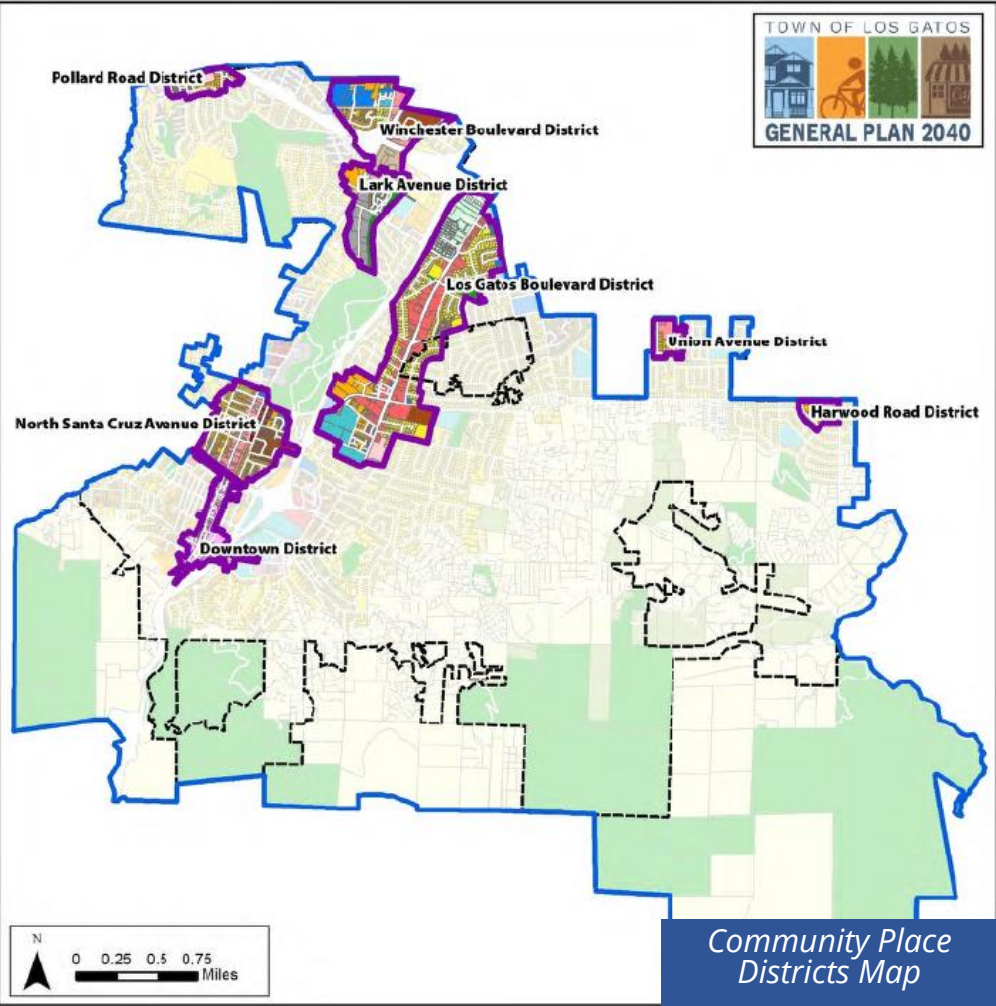 TOWN OF LOS GATOS
GENERAL PLAN 2040
Pollard Road District
Winchester Boulevard District
Lark Avenue District
Los Gatos Boulevard District
Union Avenue District
Harwood Road District
North Santa Cruz Avenue District
Downtown District
N
0 0.25 0.5 0.75
Miles
Community Place
Districts Map